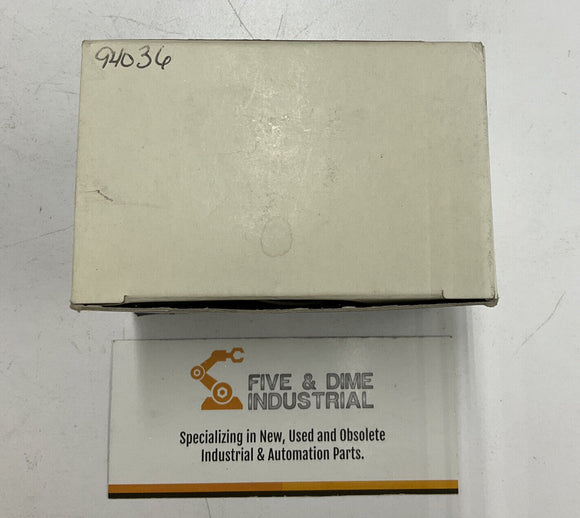 94036
FIVE & DIME
INDUSTRIAL
Specializing in New, Used and Obsolete
Industrial & Automation Parts.